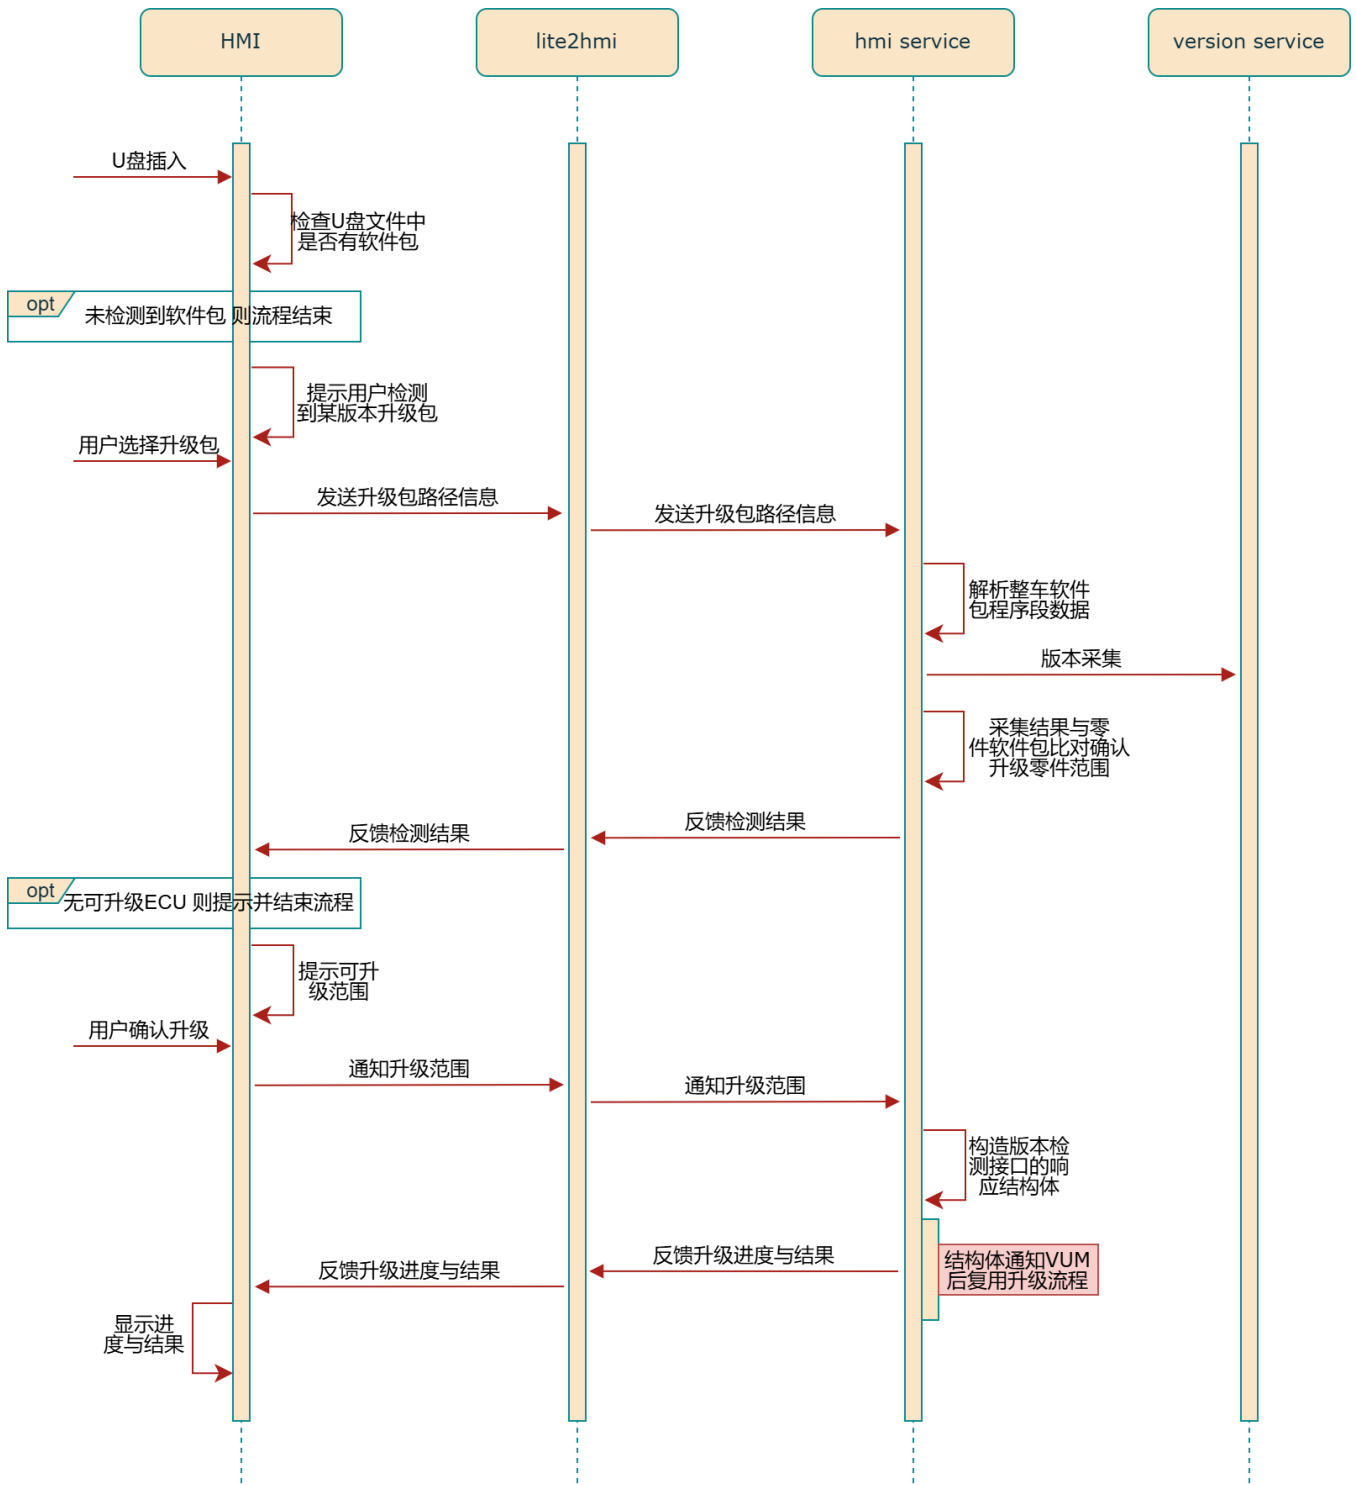 HMI
lite2hmi
hmi service
version service
U盘插入
检查U盘文件中
是否有软件包
opt
未检测到软件包 则流程结束
提示用户检测
到某版本升级包
用户选择升级包
发送升级包路径信息
发送升级包路径信息
解析整车软件
包程序段数据
版本采集
采集结果与零
件软件包比对确认
升级零件范围
反馈检测结果
反馈检测结果
opt
无可升级ECU 则提示并结束流程
提示可升
级范围
用户确认升级
通知升级范围
通知升级范围
构造版本检
测接口的响
应结构体
结构体通知VUM
后复用升级流程
反馈升级进度与结果
反馈升级进度与结果
显示进
度与结果